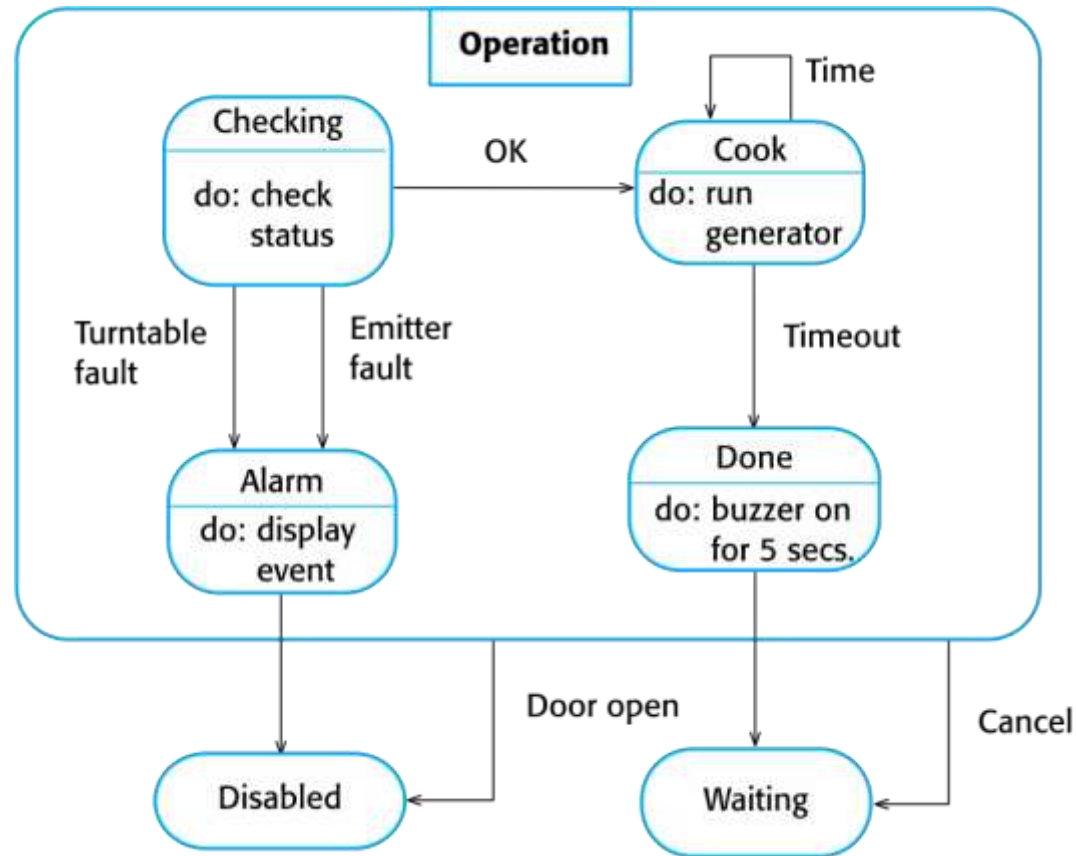 Operation
Time
Checking
OK
Cook
do: check
status
do: run
generator
Turntable
fault
Emitter
fault
Timeout
Alarm
do: display
event
Done
do: buzzer on
for 5 secs.
Door open
Cancel
Disabled
Waiting